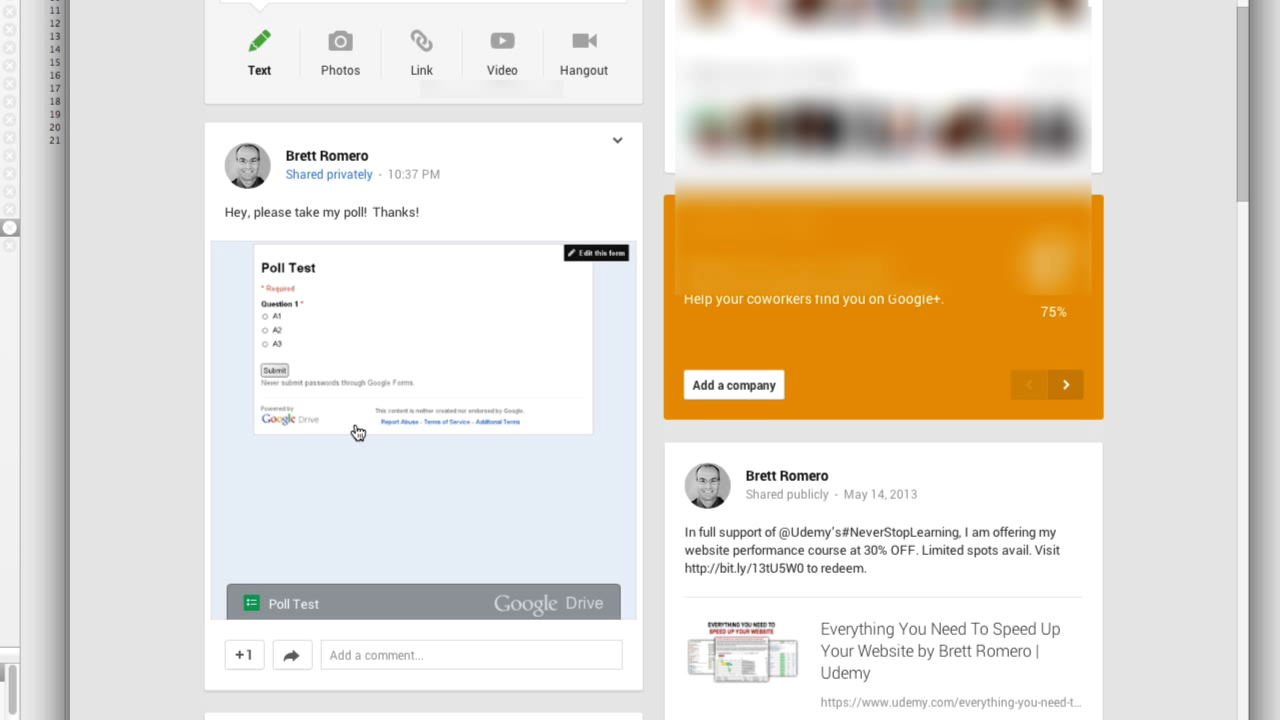 11
12
13
14
15
16
17
18
19
20
21
Text
Photos
Link
Video
Hangout
Brett Romero
Shared privately - 10:37 PM
Hey, please take my poll! Thanks!
Edit this form
Poll Test
* Required
Question 1 *
A1
A2
A3
Submit
Never submit passwords through Google Forms.
Powered by
Google Drive
This content is neither created nor endorsed by Google.
Report Abuse - Terms of Service - Additional Terms
Poll Test
Google Drive
+1
Add a comment...
Help your coworkers find you on Google+.
75%
Add a company
Brett Romero
Shared publicly - May 14, 2013
In full support of @Udemy's#NeverStopLearning, I am offering my
website performance course at 30% OFF. Limited spots avail. Visit
http://bit.ly/13tU5W0 to redeem.
EVERYTHING YOU NEED TO
SPEED UP YOUR WEBSITE
Everything You Need To Speed Up
Your Website by Brett Romero |
Udemy
https://www.udemy.com/everything-you-need-t...